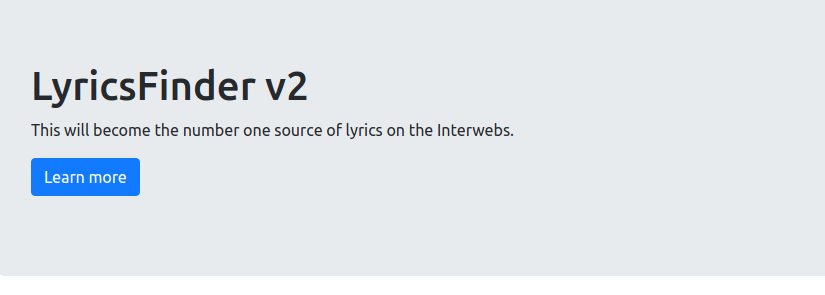 LyricsFinder v2
This will become the number one source of lyrics on the Interwebs.
Learn more